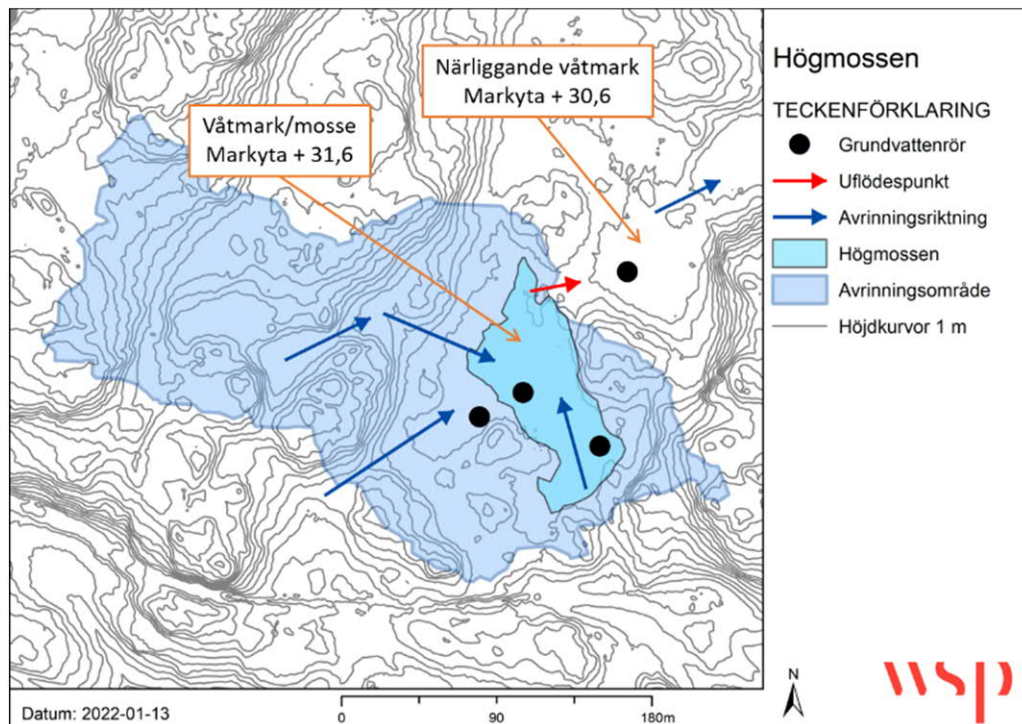 Närliggande våtmark
Markyta + 30,6
Våtmark/mosse
Markyta + 31,6
Högmossen
TECKENFÖRKLARING
Grundvattenrör
Uflödespunkt
Avrinningsriktning
Högmossen
Avrinningsområde
Höjdkurvor 1 m
Datum: 2022-01-13
0
90
180m
N
wsp